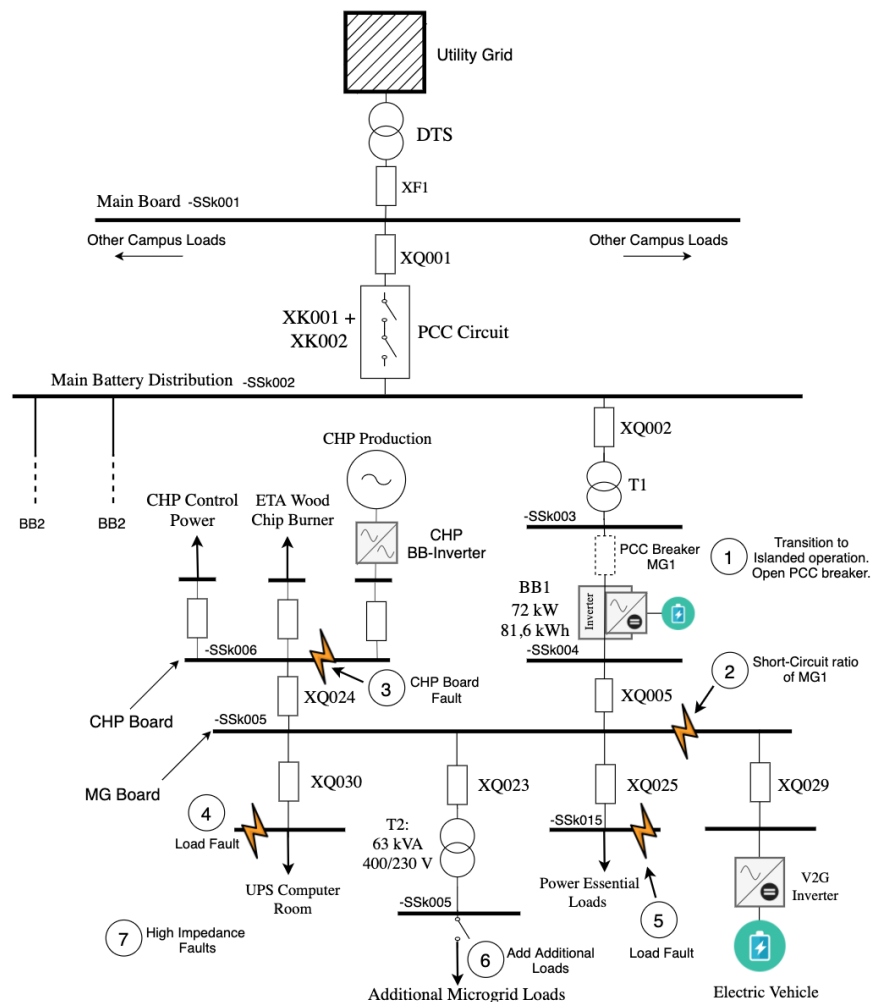 Utility Grid
DTS
XF1
Main Board -SSk001
Other Campus Loads
Other Campus Loads
XQ001
XK001 +
XK002
PCC Circuit
Main Battery Distribution -SSk002
BB2
BB2
XQ002
T1
-SSk003
PCC Breaker
MG1
1
Transition to
Islanded operation.
Open PCC breaker.
CHP Production
CHP Control
Power
ETA Wood
Chip Burner
CHP
BB-Inverter
BB1
72 kW
81,6 kWh
Inverter
-SSk006
-SSk004
3
CHP Board
Fault
2
Short-Circuit ratio
of MG1
XQ024
XQ005
CHP Board
-SSk005
MG Board
XQ030
XQ023
XQ025
XQ029
4
Load Fault
T2:
63 kVA
400/230 V
-SSk015
UPS Computer
Room
-SSk005
Power Essential
Loads
V2G
Inverter
7
High Impedance
Faults
6
Add Additional
Loads
5
Load Fault
Additional Microgrid Loads
Electric Vehicle